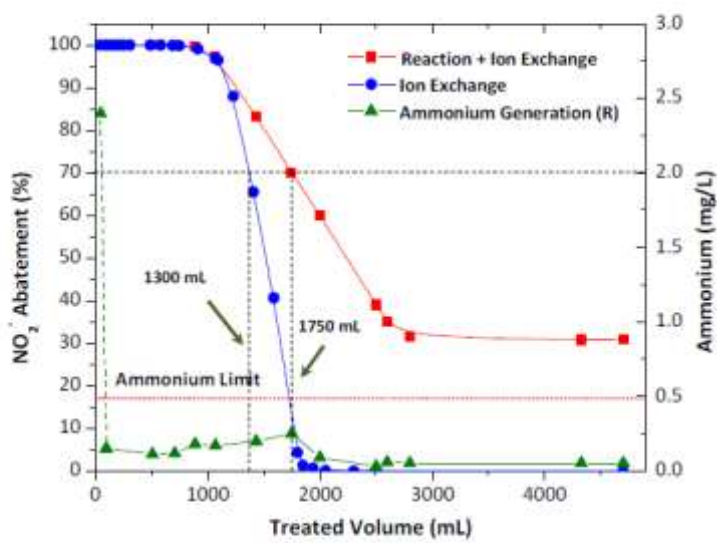 100
90
80
70
60
50
40
30
20
10
0
NO₂⁻ Abatement (%)
3.0
2.5
2.0
1.5
1.0
0.5
0.0
Ammonium (mg/L)
Reaction + Ion Exchange
Ion Exchange
Ammonium Generation (R)
1300 mL
1750 mL
Ammonium Limit
0 1000 2000 3000 4000
Treated Volume (mL)